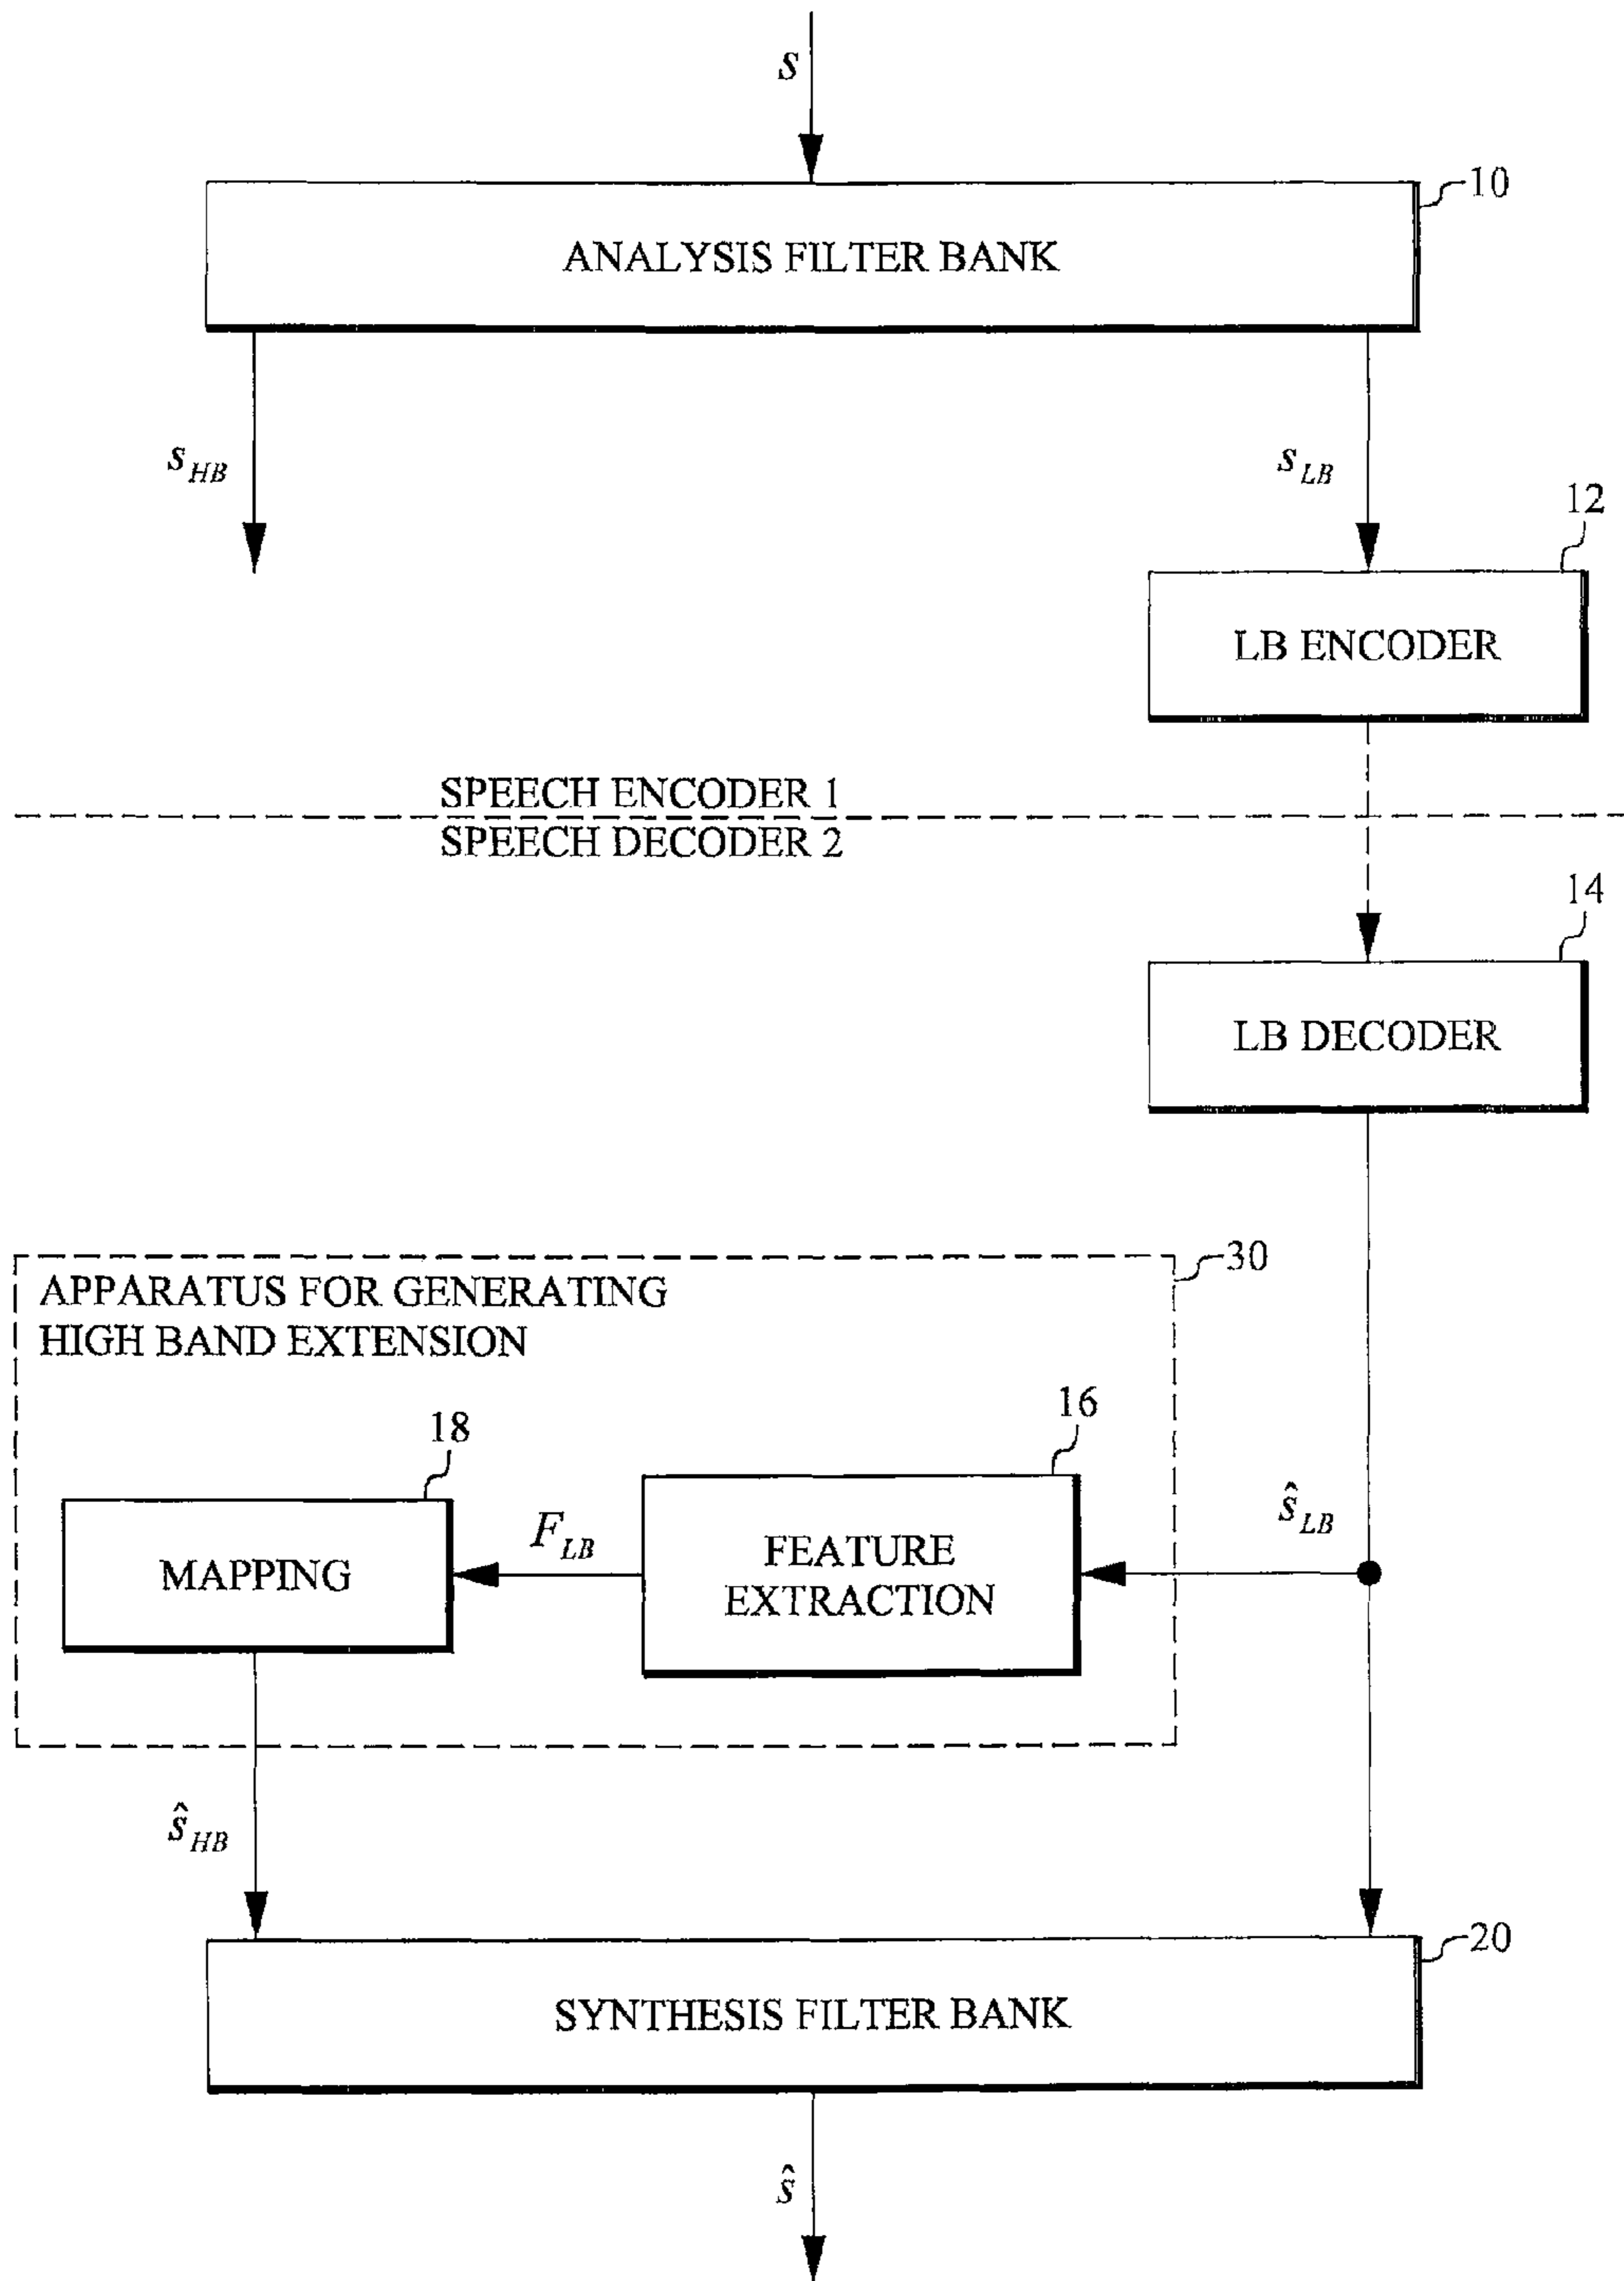 s
10
ANALYSIS FILTER BANK
s_HB
s_LB
12
LB ENCODER
SPEECH ENCODER 1
SPEECH DECODER 2
14
LB DECODER
30
APPARATUS FOR GENERATING
HIGH BAND EXTENSION
16
18
ŝ_LB
F_LB
FEATURE
EXTRACTION
MAPPING
ŝ_HB
20
SYNTHESIS FILTER BANK
ŝ